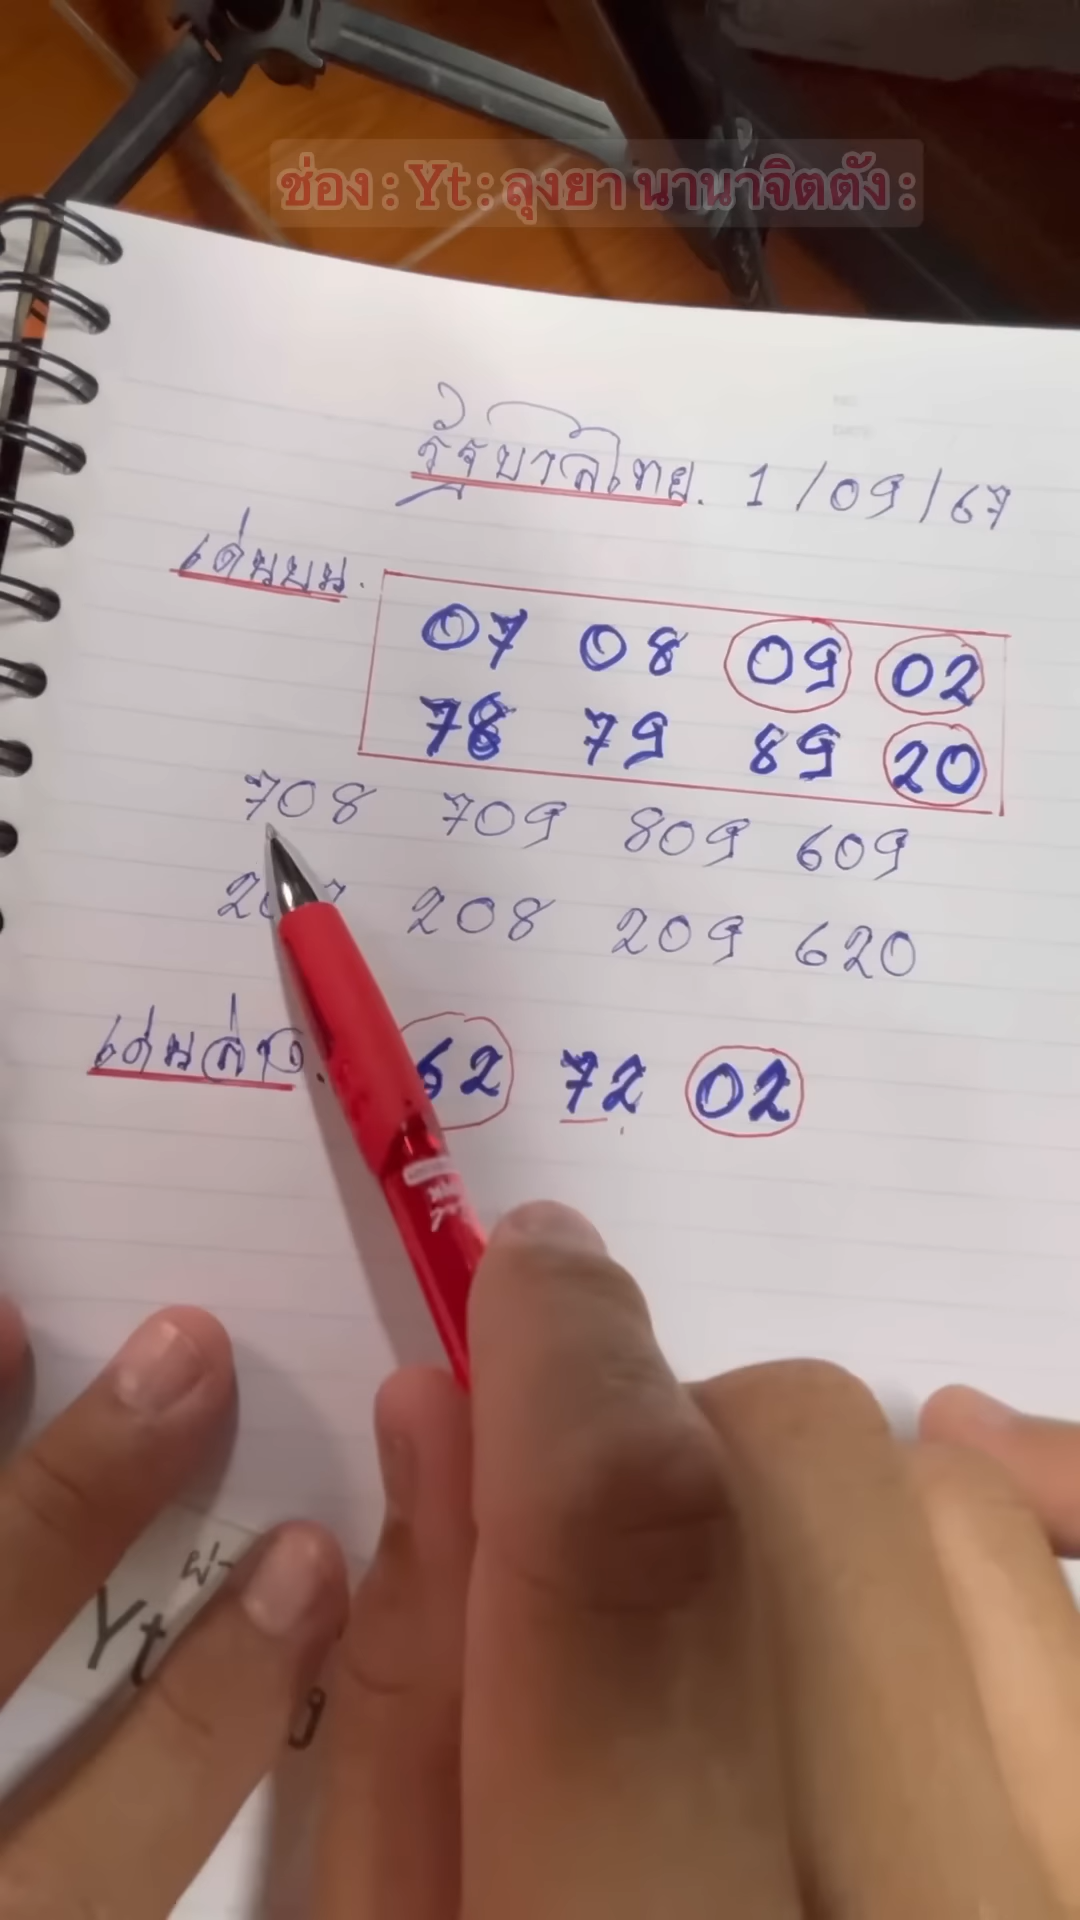 ช่อง : Yt : ลุงยา นานาจิตตัง :
รัฐบาลไทย. 1/09/67
เด่นบน.
07 08 09 02
78 79 89 20
708 709 809 609
208 209 620
เด่นล่าง. 62 72 02
Yt